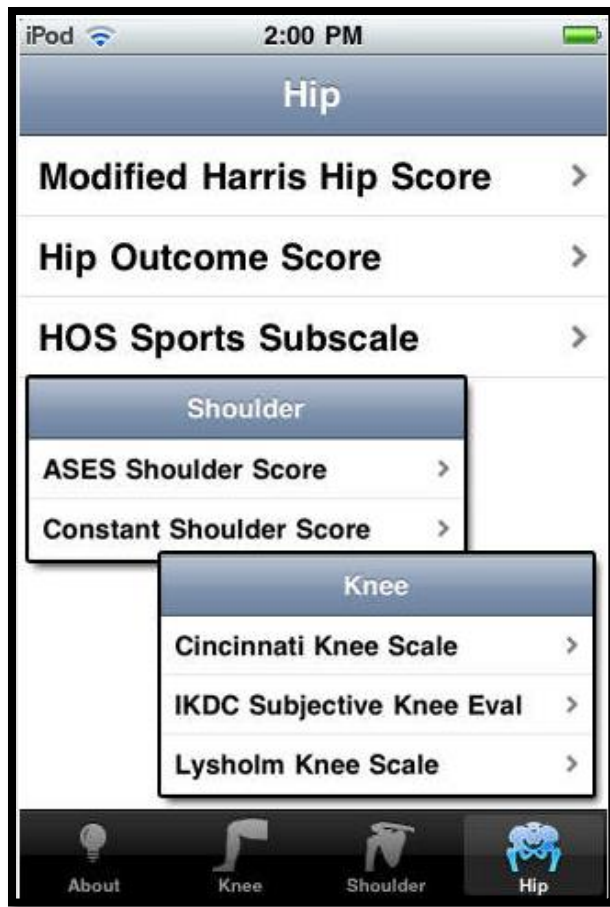 iPod 2:00 PM
Hip
Modified Harris Hip Score
Hip Outcome Score
HOS Sports Subscale
Shoulder
ASES Shoulder Score
Constant Shoulder Score
Knee
Cincinnati Knee Scale
IKDC Subjective Knee Eval
Lysholm Knee Scale
About Knee Shoulder Hip